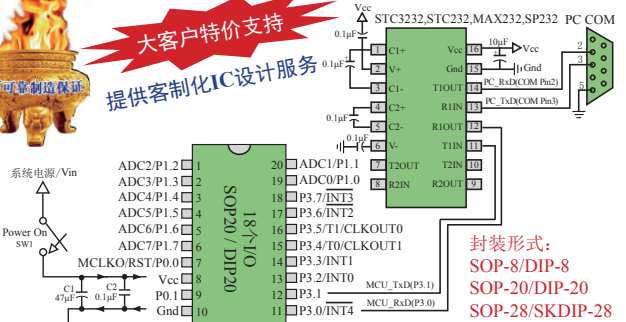 可靠制造保证
大客户特价支持
提供客制化IC设计服务
STC3232,STC232,MAX232,SP232 PC COM
Vcc
0.1μF
0.1μF
0.1μF
0.1μF
1 C1+
2 V+
3 C1-
4 C2+
5 C2-
6 V-
7 T2OUT
8 R2IN
Vcc 16
Gnd 15
T1OUT 14
R1IN 13
R1OUT 12
T1IN 11
T2IN 10
R2OUT 9
10μF
Vcc
Gnd
PC_RxD(COM Pin2)
PC_TxD(COM Pin3)
2
3
5
系统电源/Vin
Power On
SW1
C1
47μF
C2
0.1μF
ADC2/P1.2 1
ADC3/P1.3 2
ADC4/P1.4 3
ADC5/P1.5 4
ADC6/P1.6 5
ADC7/P1.7 6
MCLKO/RST/P0.0 7
Vcc 8
P0.1 9
Gnd 10
18个I/O
SOP20 / DIP20
20 ADC1/P1.1
19 ADC0/P1.0
18 P3.7/INT3
17 P3.6/INT2
16 P3.5/T1/CLKOUT0
15 P3.4/T0/CLKOUT1
14 P3.3/INT1
13 P3.2/INT0
12 P3.1
11 P3.0/INT4
MCU_TxD(P3.1)
MCU_RxD(P3.0)
封装形式:
SOP-8/DIP-8
SOP-20/DIP-20
SOP-28/SKDIP-28